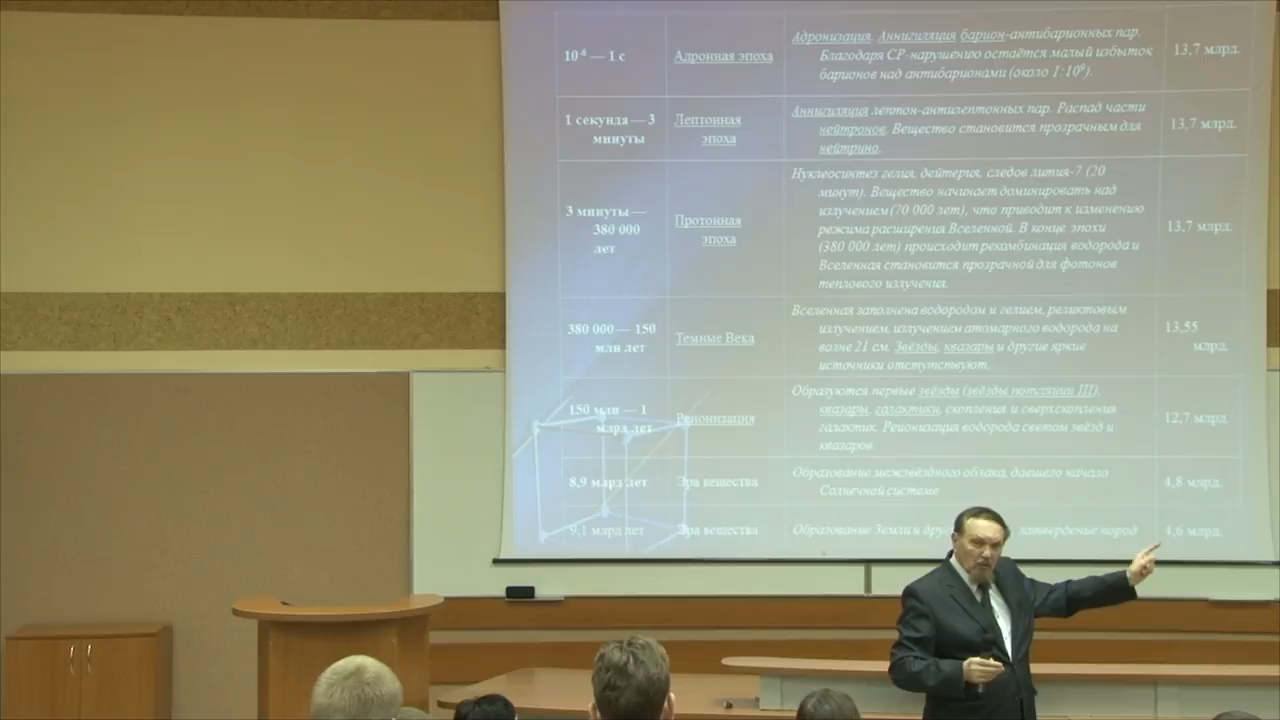 10⁻⁶ — 1 с
Адронная эпоха
Адронизация. Аннигиляция барион-антибарионных пар.
Благодаря CP-нарушению остаётся малый избыток
барионов над антибарионами (около 1:10⁹).
13,7 млрд.
1 секунда — 3
минуты
Лептонная
эпоха
Аннигиляция лептон-антилептонных пар. Распад части
нейтронов. Вещество становится прозрачным для
нейтрино.
13,7 млрд.
3 минуты —
380 000
лет
Протонная
эпоха
Нуклеосинтез гелия, дейтерия, следов лития-7 (20
минут). Вещество начинает доминировать над
излучением (70 000 лет), что приводит к изменению
режима расширения Вселенной. В конце эпохи
(380 000 лет) происходит рекомбинация водорода и
Вселенная становится прозрачной для фотонов
теплового излучения.
13,7 млрд.
380 000 — 150
млн лет
Темные Века
Вселенная заполнена водородом и гелием, реликтовым
излучением, излучением атомарного водорода на
волне 21 см. Звёзды, квазары и другие яркие
источники отсутствуют.
13,55
млрд.
150 млн — 1
млрд лет
Реионизация
Образуются первые звёзды (звёзды популяции III),
квазары, галактики, скопления и сверхскопления
галактик. Реионизация водорода светом звёзд и
квазаров.
12,7 млрд.
8,9 млрд лет
Эра вещества
Образование межзвёздного облака, давшего начало
Солнечной системе
4,8 млрд.
9,1 млрд лет
Эра вещества
Образование Земли и дру затверденье пород
4,6 млрд.